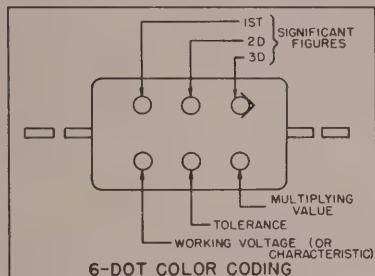 1ST
2D
3D
SIGNIFICANT
FIGURES
MULTIPLYING
VALUE
TOLERANCE
WORKING VOLTAGE (OR
CHARACTERISTIC)
6-DOT COLOR CODING